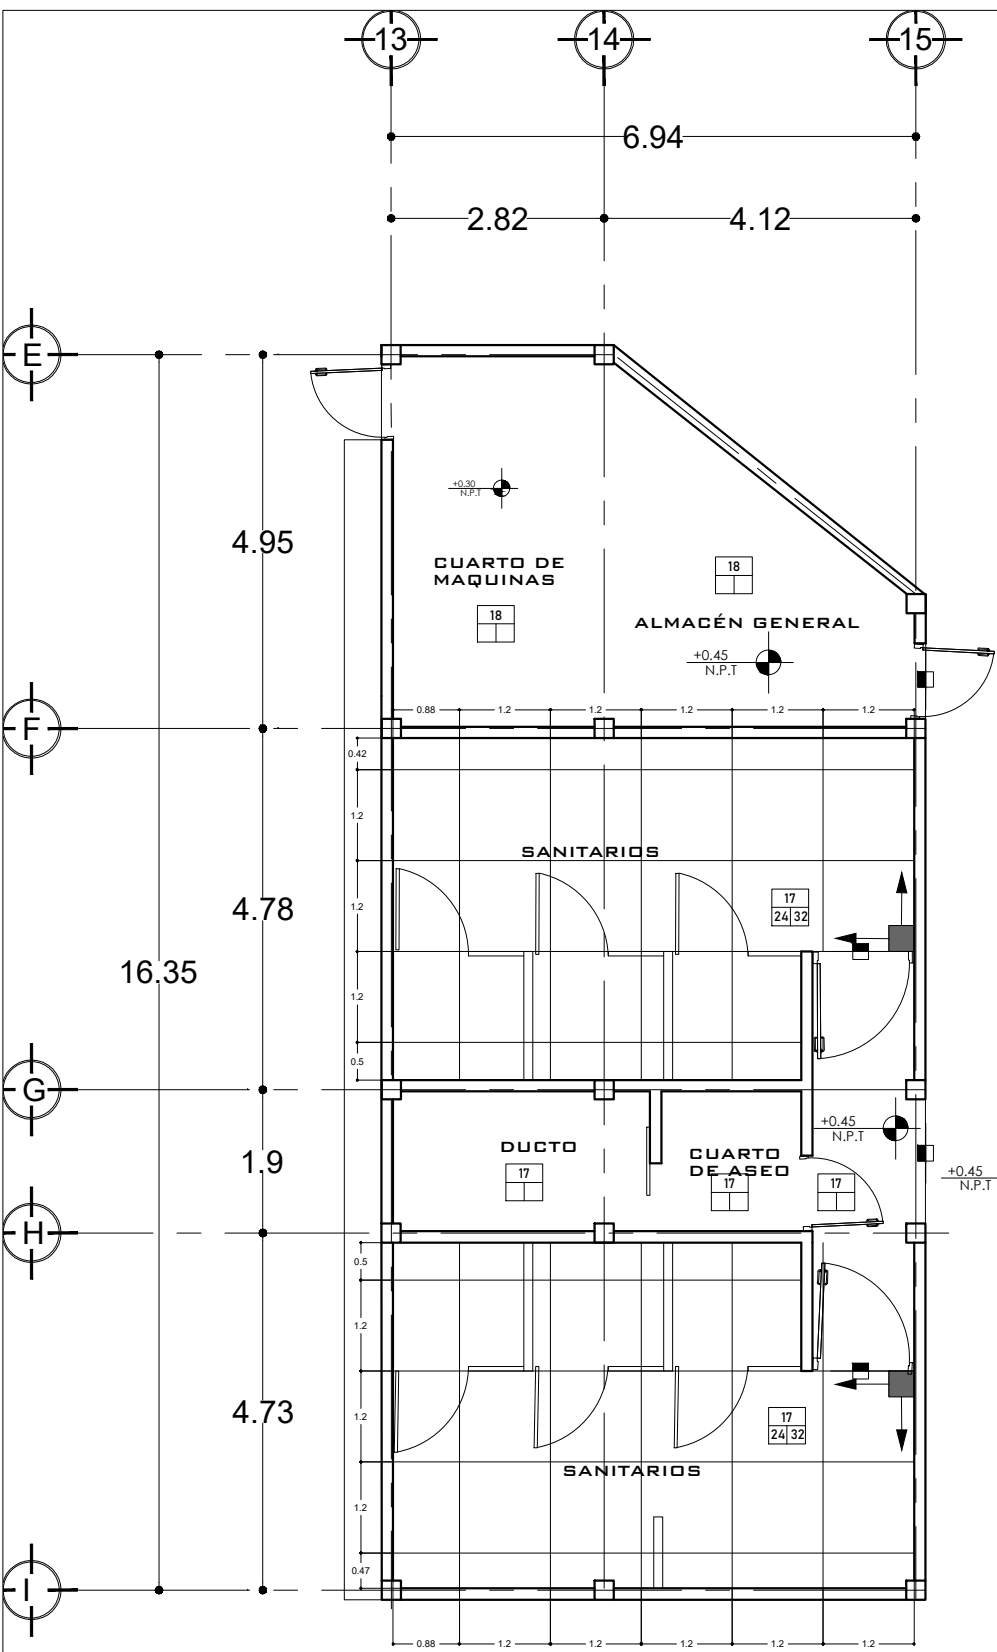 13 14 15
6.94
2.82 4.12
E
+0.30
N.P.T
4.95
CUARTO DE
MAQUINAS
18
18
ALMACÉN GENERAL
+0.45
N.P.T
0.88 1.2 1.2 1.2 1.2 1.2
F
0.42
1.2
SANITARIOS
17
24 32
1.2
4.78
16.35
1.2
0.5
G
+0.45
N.P.T
DUCTO
CUARTO
DE ASEO
1.9
17
17
17
+0.45
N.P.T
H
0.5
1.2
4.73
1.2
17
24 32
SANITARIOS
1.2
0.47
I
0.88 1.2 1.2 1.2 1.2 1.2